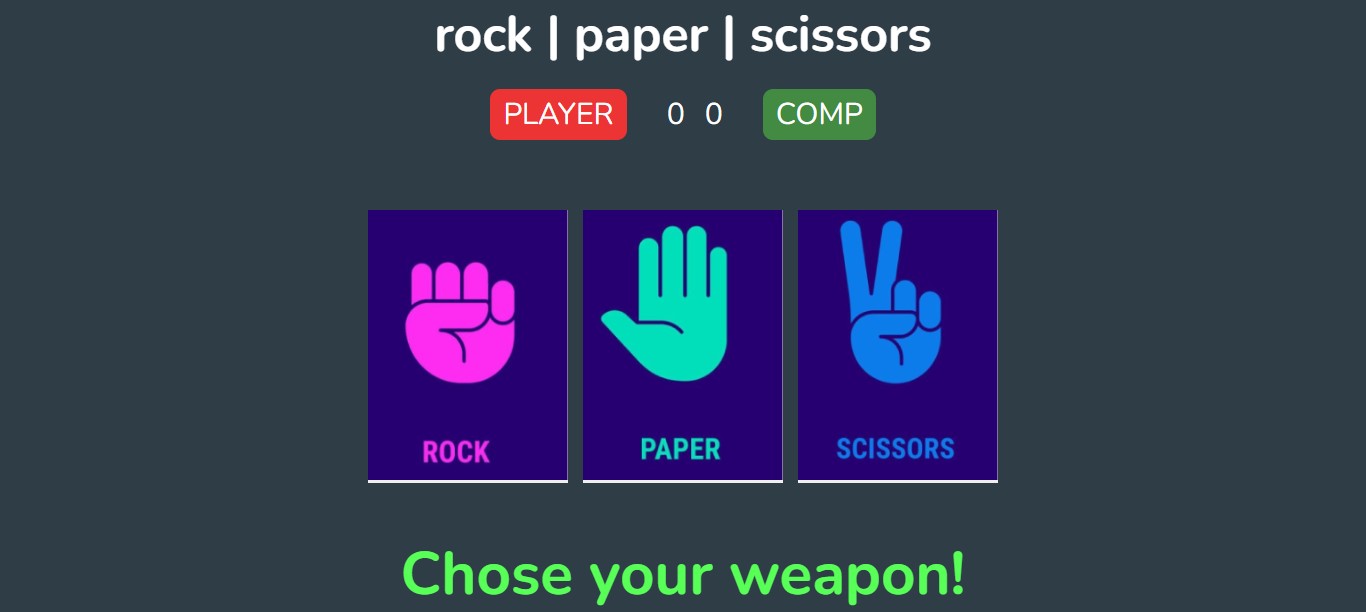 rock | paper | scissors
PLAYER 0 0 COMP
ROCK PAPER SCISSORS
Chose your weapon!